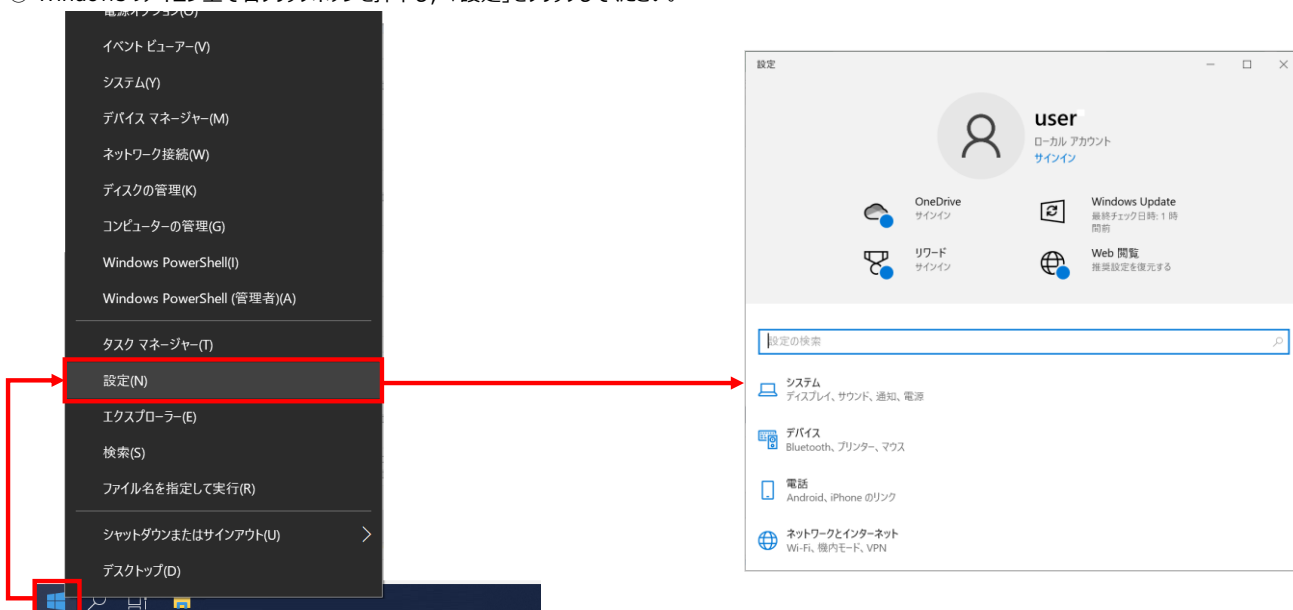 電源オプション(O)
イベント ビューアー(V)
システム(Y)
デバイス マネージャー(M)
ネットワーク接続(W)
ディスクの管理(K)
コンピューターの管理(G)
Windows PowerShell(I)
Windows PowerShell (管理者)(A)
タスク マネージャー(T)
設定(N)
エクスプローラー(E)
検索(S)
ファイル名を指定して実行(R)
シャットダウンまたはサインアウト(U)
デスクトップ(D)
設定
user
ローカル アカウント
サインイン
OneDrive
サインイン
Windows Update
最終チェック日時: 1 時
間前
リワード
サインイン
Web 閲覧
推奨設定を復元する
設定の検索
システム
ディスプレイ、サウンド、通知、電源
デバイス
Bluetooth、プリンター、マウス
電話
Android、iPhone のリンク
ネットワークとインターネット
Wi-Fi、機内モード、VPN